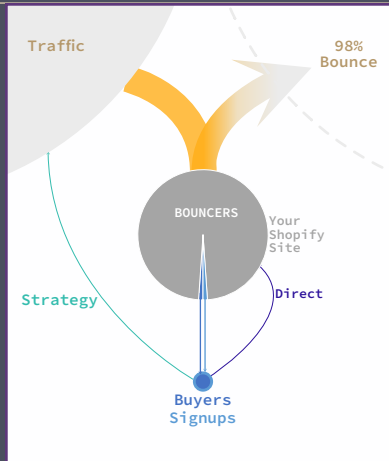 Traffic
98%
Bounce
BOUNCERS
Your
Shopify
Site
Direct
Strategy
Buyers
Signups